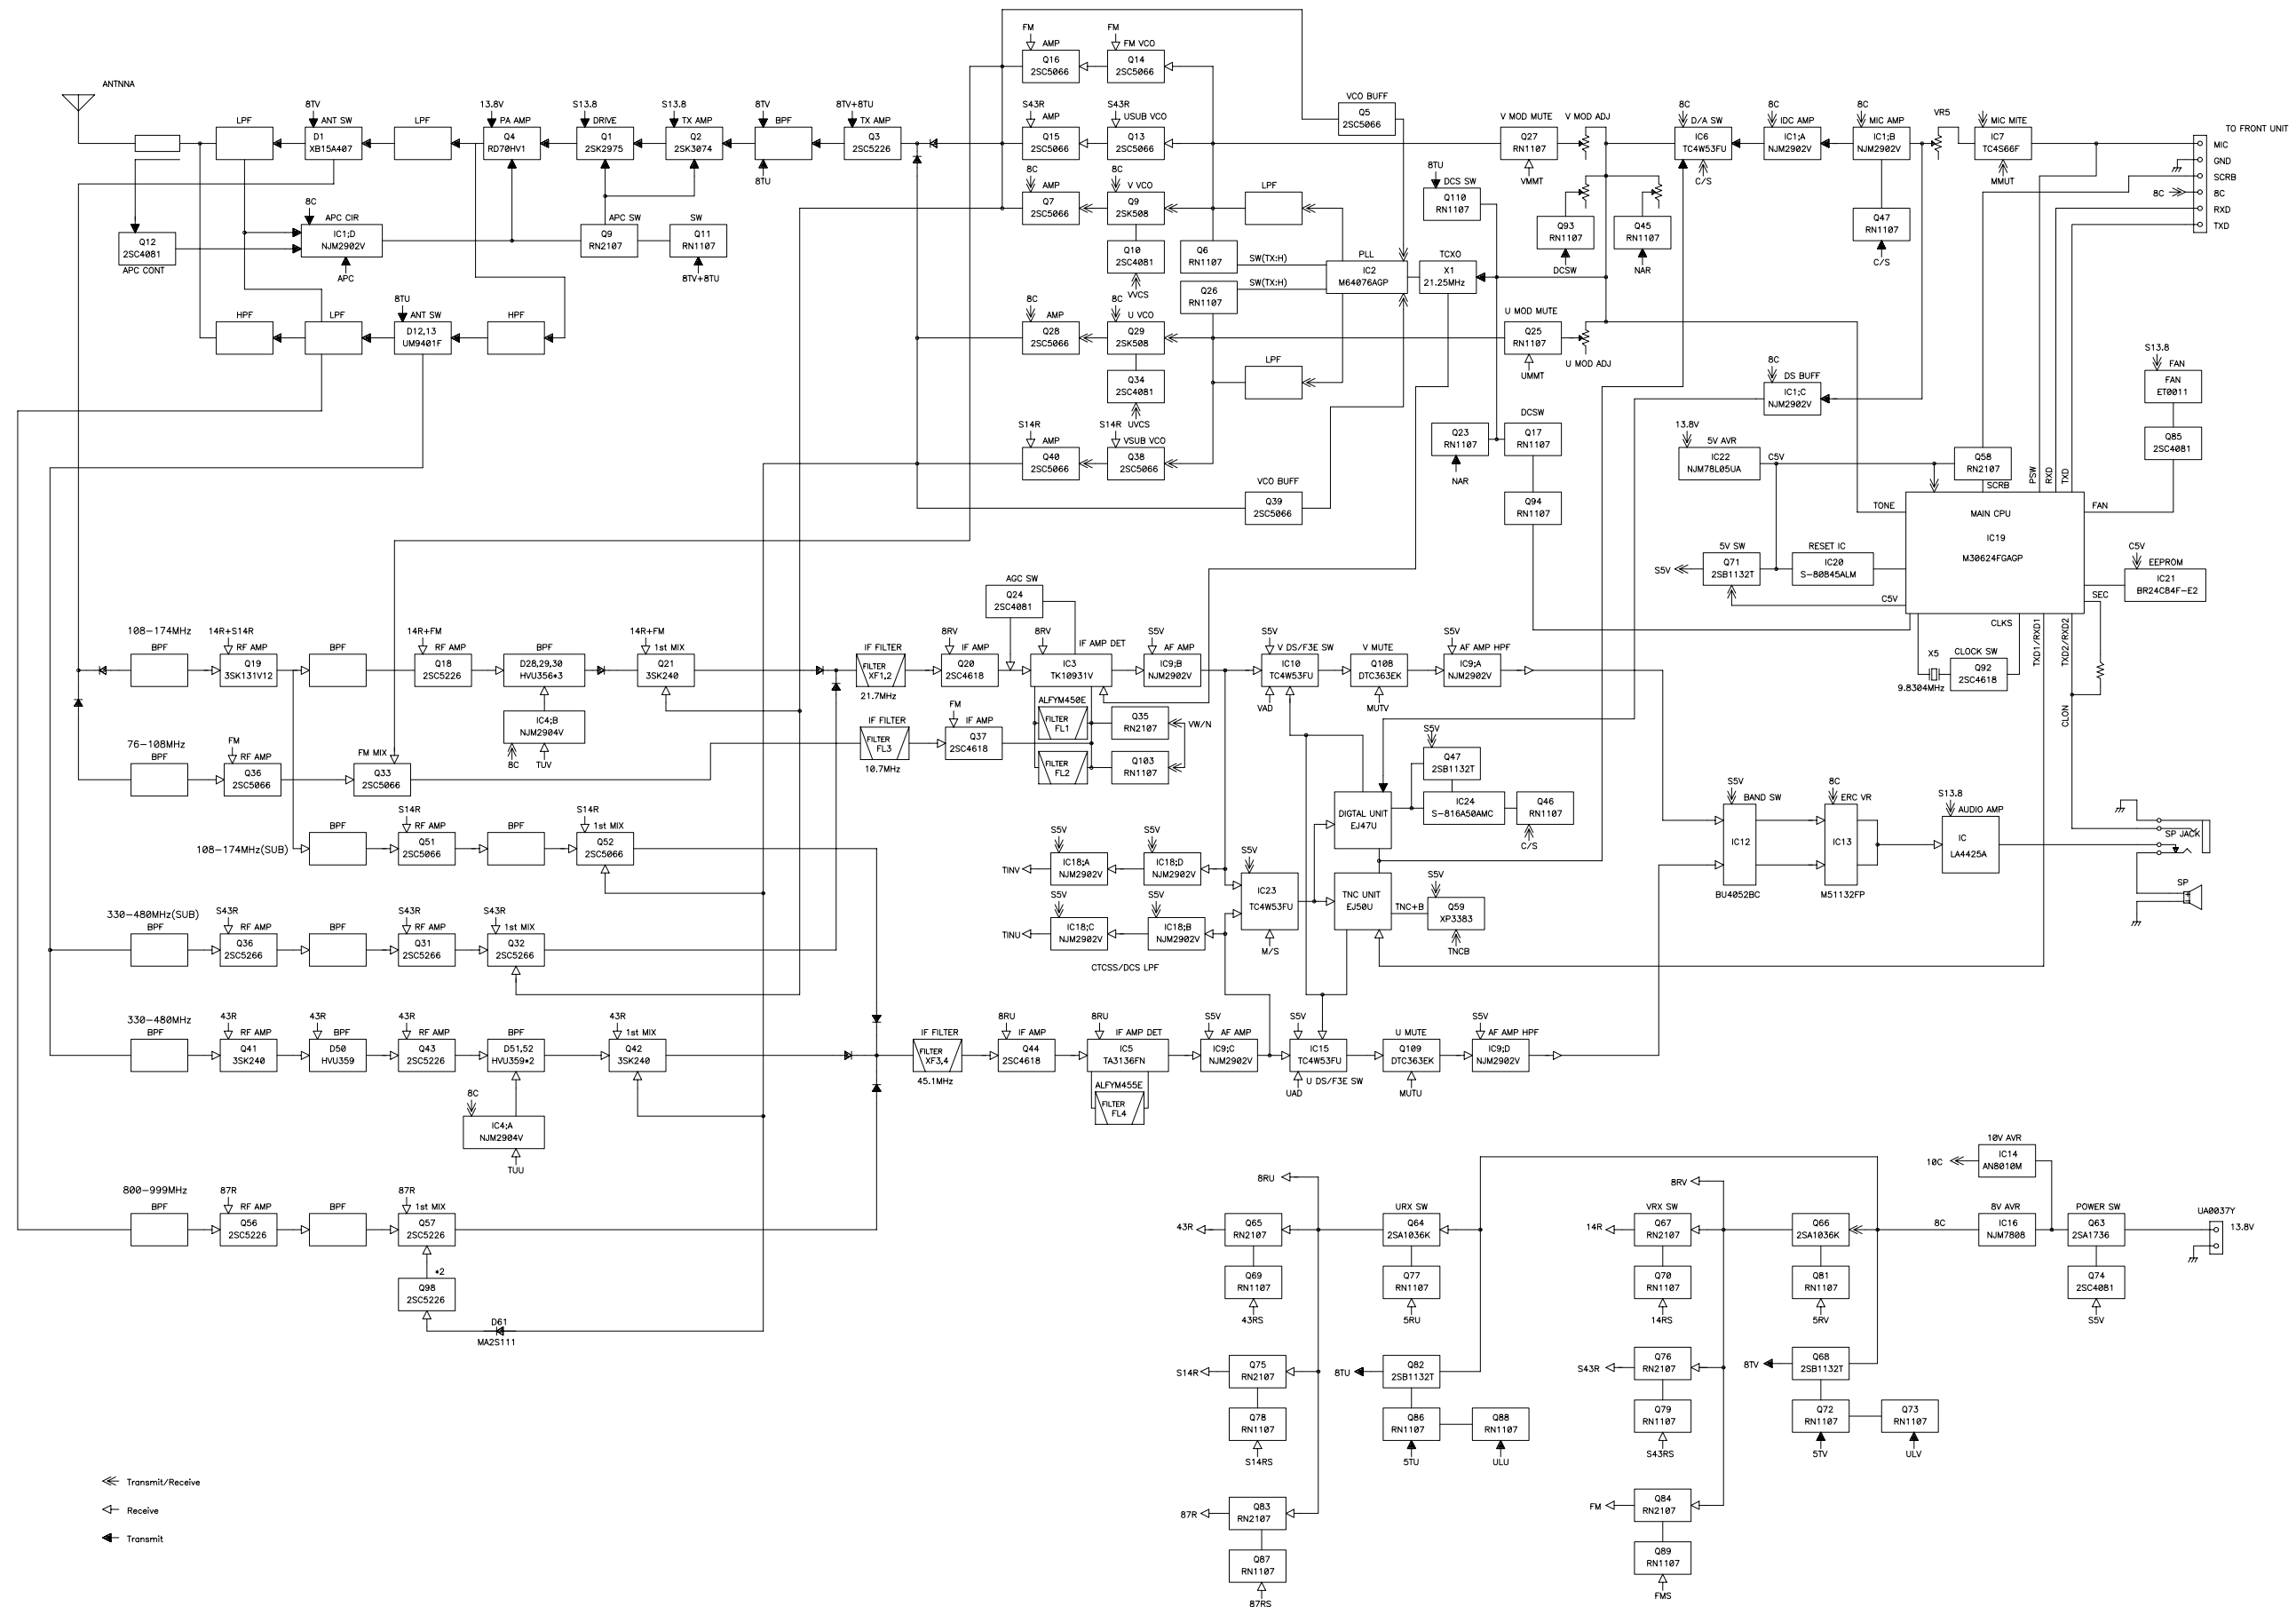 ANTNNA
LPF
8TV
ANT SW
D1
XB15A407
LPF
13.8V
PA AMP
Q4
RD70HV1
S13.8
DRIVE
Q1
2SK2975
S13.8
TX AMP
Q2
2SK3074
8TV
BPF
8TU
8TV+8TU
TX AMP
Q3
2SC5226
FM
AMP
Q16
2SC5066
FM
FM VCO
Q14
2SC5066
S43R
AMP
Q15
2SC5066
S43R
USUB VCO
Q13
2SC5066
VCO BUFF
Q5
2SC5066
V MOD MUTE
Q27
RN1107
VMMT
V MOD ADJ
8C
D/A SW
IC6
TC4W53FU
C/S
8C
IDC AMP
IC1;A
NJM2902V
8C
MIC AMP
IC1;B
NJM2902V
VR5
MIC MITE
IC7
TC4S66F
MMUT
TO FRONT UNIT
MIC
GND
SCRB
8C
8C
RXD
TXD
Q12
2SC4081
APC CONT
8C
APC CIR
IC1;D
NJM2902V
APC
APC SW
Q9
RN2107
SW
Q11
RN1107
8TV+8TU
8C
AMP
Q7
2SC5066
8C
V VCO
Q9
2SK508
Q10
2SC4081
VVCS
LPF
Q6
RN1107
SW(TX:H)
Q26
RN1107
SW(TX:H)
PLL
IC2
M64076AGP
TCXO
X1
21.25MHz
8TU
DCS SW
Q110
RN1107
Q93
RN1107
DCSW
Q45
RN1107
NAR
Q47
RN1107
C/S
HPF
LPF
8TU
ANT SW
D12,13
UM9401F
HPF
8C
AMP
Q28
2SC5066
8C
U VCO
Q29
2SK508
Q34
2SC4081
UVCS
LPF
U MOD MUTE
Q25
RN1107
UMMT
U MOD ADJ
8C
DS BUFF
IC1;C
NJM2902V
S13.8
FAN
FAN
ET0011
Q85
2SC4081
S14R
AMP
Q40
2SC5066
S14R
VSUB VCO
Q38
2SC5066
VCO BUFF
Q39
2SC5066
Q23
RN1107
NAR
DCSW
Q17
RN1107
Q94
RN1107
13.8V
5V AVR
IC22
NJM78L05UA
C5V
Q58
RN2107
SCRB
PSW
RXD
TXD
TONE
MAIN CPU
IC19
M30624FGAGP
FAN
5V SW
Q71
2SB1132T
S5V
RESET IC
IC20
S-80845ALM
C5V
C5V
EEPROM
IC21
BR24C84F-E2
SEC
CLKS
TXD1/RXD1
TXD2/RXD2
CLON
X5
9.8304MHz
CLOCK SW
Q92
2SC4618
108-174MHz
BPF
14R+S14R
RF AMP
Q19
3SK131V12
BPF
14R+FM
RF AMP
Q18
2SC5226
BPF
D28,29,30
HVU356*3
IC4;B
NJM2904V
8C
TUV
14R+FM
1st MIX
Q21
3SK240
IF FILTER
FILTER
XF1,2
21.7MHz
8RV
IF AMP
Q20
2SC4618
AGC SW
Q24
2SC4081
8RV
IF AMP DET
IC3
TK10931V
ALFYM450E
FILTER
FL1
FILTER
FL2
Q35
RN2107
VW/N
Q103
RN1107
S5V
AF AMP
IC9;B
NJM2902V
S5V
V DS/F3E SW
IC10
TC4W53FU
VAD
V MUTE
Q108
DTC363EK
MUTV
S5V
AF AMP HPF
IC9;A
NJM2902V
76-108MHz
BPF
FM
RF AMP
Q36
2SC5066
FM MIX
Q33
2SC5066
IF FILTER
FILTER
FL3
10.7MHz
FM
IF AMP
Q37
2SC4618
S5V
Q47
2SB1132T
DIGTAL UNIT
EJ47U
IC24
S-816A50AMC
Q46
RN1107
C/S
108-174MHz(SUB)
BPF
S14R
RF AMP
Q51
2SC5066
BPF
S14R
1st MIX
Q52
2SC5066
TINV
S5V
IC18;A
NJM2902V
S5V
IC18;D
NJM2902V
S5V
IC23
TC4W53FU
M/S
TINU
S5V
IC18;C
NJM2902V
IC18;B
NJM2902V
CTCSS/DCS LPF
TNC UNIT
EJ50U
TNC+B
S5V
Q59
XP3383
TNCB
S5V
BAND SW
IC12
BU4052BC
8C
ERC VR
IC13
M51132FP
S13.8
AUDIO AMP
IC
LA4425A
SP JACK
SP
330-480MHz(SUB)
BPF
S43R
RF AMP
Q36
2SC5266
BPF
S43R
RF AMP
Q31
2SC5266
S43R
1st MIX
Q32
2SC5266
330-480MHz
BPF
43R
RF AMP
Q41
3SK240
43R
BPF
D50
HVU359
43R
RF AMP
Q43
2SC5226
BPF
D51,52
HVU359*2
8C
IC4;A
NJM2904V
TUU
43R
1st MIX
Q42
3SK240
IF FILTER
FILTER
XF3,4
45.1MHz
8RU
IF AMP
Q44
2SC4618
8RU
IF AMP DET
IC5
TA3136FN
ALFYM455E
FILTER
FL4
S5V
AF AMP
IC9;C
NJM2902V
S5V
IC15
TC4W53FU
U DS/F3E SW
UAD
U MUTE
Q109
DTC363EK
MUTU
S5V
AF AMP HPF
IC9;D
NJM2902V
800-999MHz
BPF
87R
RF AMP
Q56
2SC5226
BPF
87R
1st MIX
Q57
2SC5226
*2
Q98
2SC5226
D61
MA2S111
8RU
43R
Q65
RN2107
Q69
RN1107
43RS
URX SW
Q64
2SA1036K
Q77
RN1107
5RU
8RV
14R
VRX SW
Q67
RN2107
Q70
RN1107
14RS
Q66
2SA1036K
Q81
RN1107
5RV
8C
10C
10V AVR
IC14
AN8010M
8V AVR
IC16
NJM7808
POWER SW
Q63
2SA1736
Q74
2SC4081
S5V
UA0037Y
13.8V
S14R
Q75
RN2107
Q78
RN1107
S14RS
8TU
Q82
2SB1132T
Q86
RN1107
5TU
Q88
RN1107
ULU
S43R
Q76
RN2107
Q79
RN1107
S43RS
8TV
Q68
2SB1132T
Q72
RN1107
5TV
Q73
RN1107
ULV
87R
Q83
RN2107
Q87
RN1107
87RS
FM
Q84
RN2107
Q89
RN1107
FMS
Transmit/Receive
Receive
Transmit